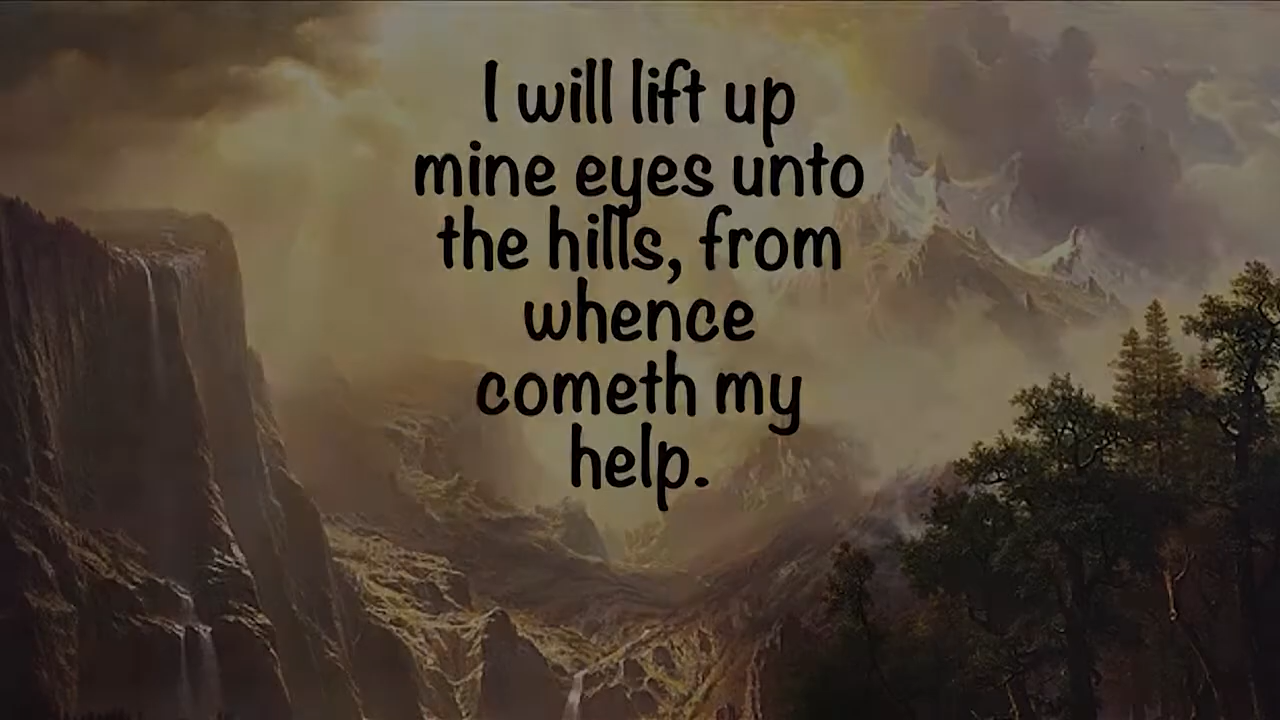 I will lift up
mine eyes unto
the hills, from
whence
cometh my
help.